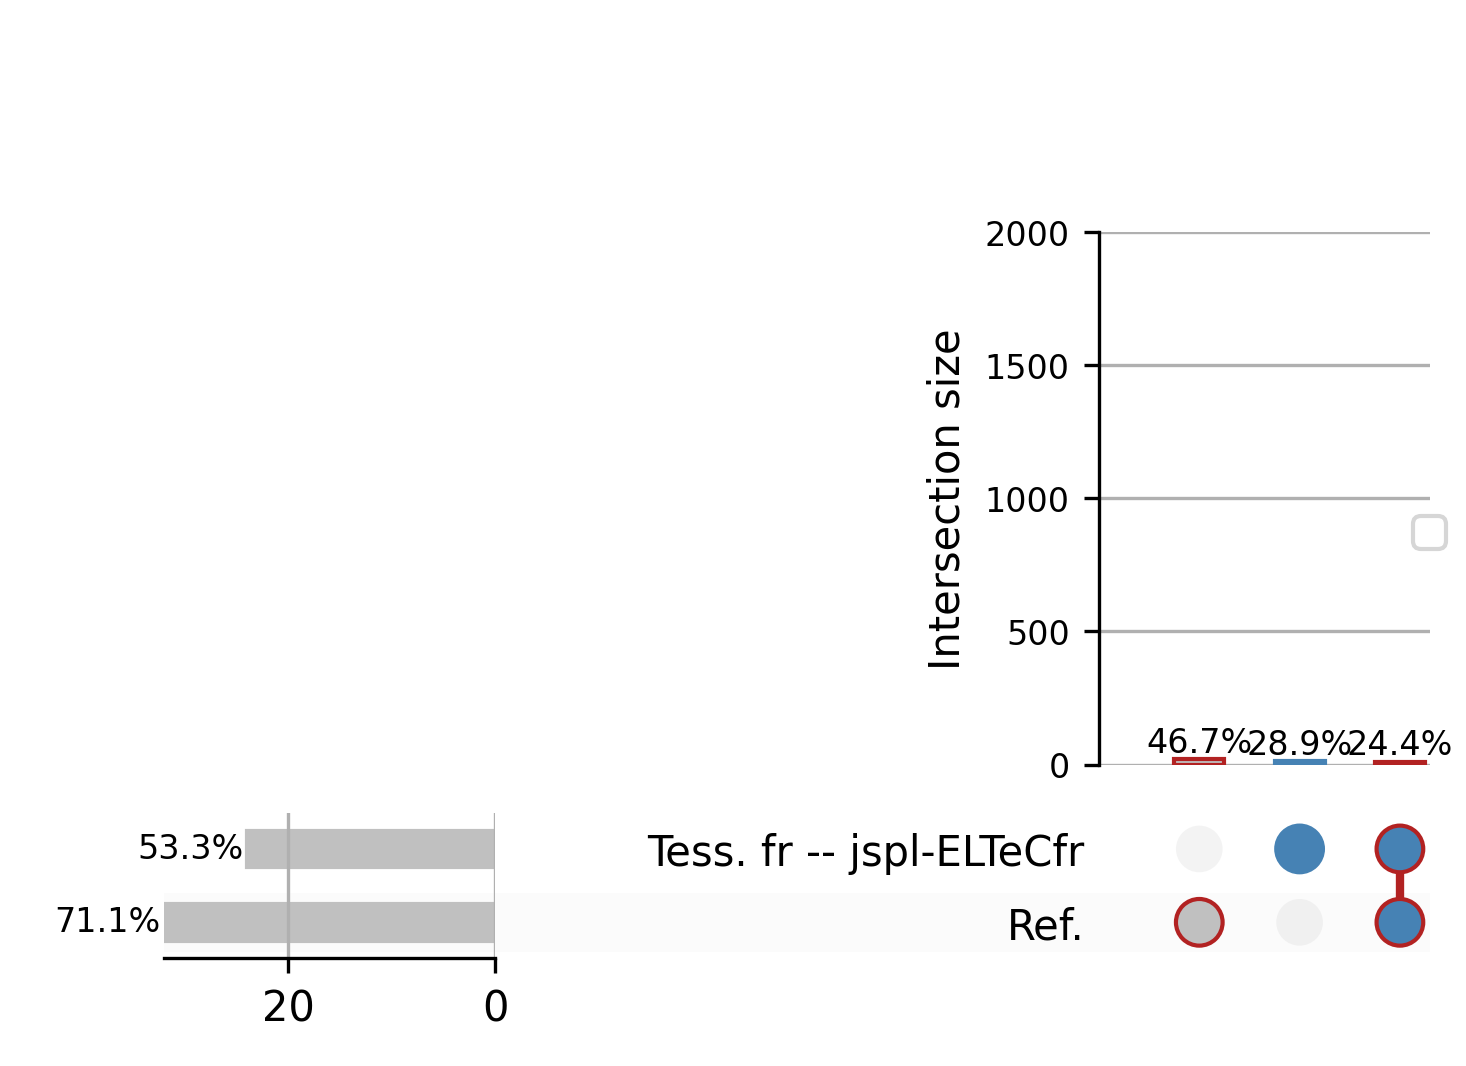 2000
1500
1000
500
0
Intersection size
46.7% 28.9% 24.4%
53.3%
71.1%
20 0
Tess. fr -- jspl-ELTeCfr
Ref.